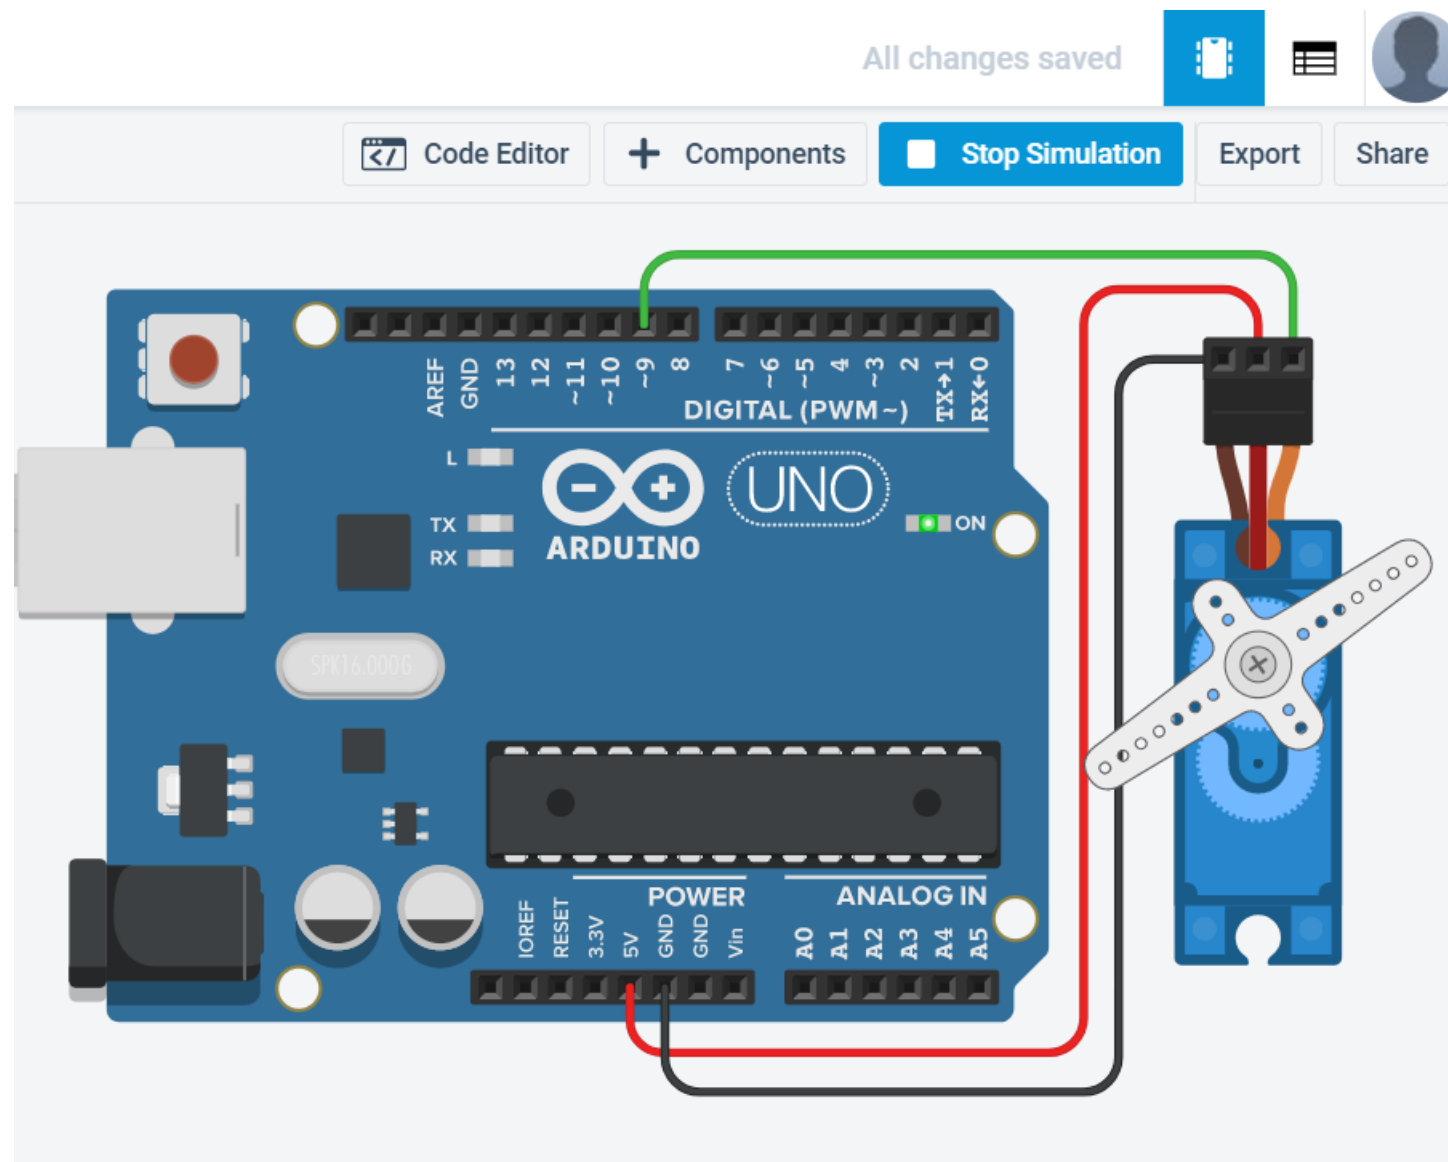 All changes saved
Code Editor
Components
Stop Simulation
Export
Share
AREF
GND
13
12
~11
~10
~9
8
7
~6
~5
4
~3
2
TX→1
RX←0
DIGITAL (PWM~)
L
TX
RX
ARDUINO
UNO
ON
SPK16.000G
POWER
ANALOG IN
IOREF
RESET
3.3V
5V
GND
GND
Vin
A0
A1
A2
A3
A4
A5